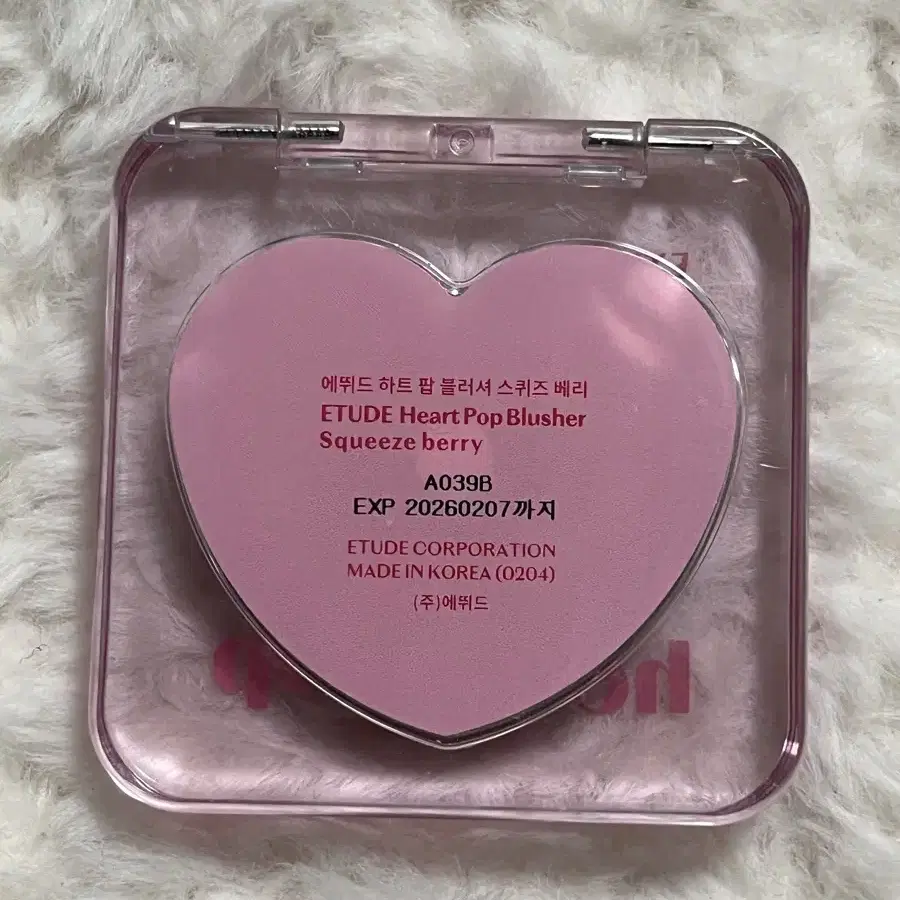 에뛰드 하트 팝 블러셔 스퀴즈 베리
ETUDE Heart Pop Blusher
Squeeze berry
A039B
EXP 20260207까지
ETUDE CORPORATION
MADE IN KOREA (0204)
(주)에뛰드